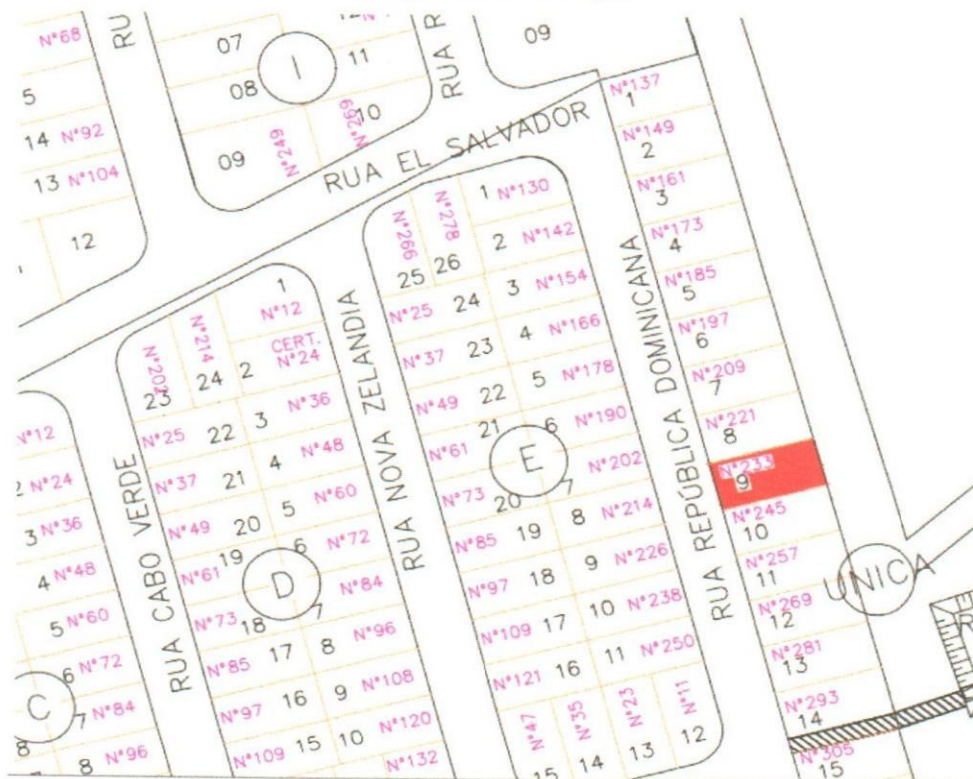 N°68
5
14 N°92
13 N°104
12
RU
07
08
09
I
11
10
N°249
N°269
RUA R
09
RUA EL SALVADOR
N°137
1
N°149
2
N°161
3
N°173
4
N°185
5
N°197
6
N°209
7
N°221
8
N°233
9
N°245
10
N°257
11
N°269
12
N°281
13
N°293
14
N°305
15
UNICA
RUA REPÚBLICA DOMINICANA
N°266
25
N°278
26
1 N°130
2 N°142
3 N°154
4 N°166
5 N°178
6 N°190
7 N°202
8 N°214
9 N°226
10 N°238
11 N°250
N°11
12
N°23
13
N°35
14
N°47
15
E
N°25 24
N°37 23
N°49 22
N°61 21
N°73 20
N°85 19
N°97 18
N°109 17
N°121 16
RUA NOVA ZELANDIA
1
N°12
CERT.
2 N°24
3 N°36
4 N°48
5 N°60
6 N°72
7 N°84
8 N°96
9 N°108
10 N°120
N°132
D
N°202
23
N°214
24
N°25 22
N°37 21
N°49 20
N°61 19
N°73 18
N°85 17
N°97 16
N°109 15
RUA CABO VERDE
N°12
2 N°24
3 N°36
4 N°48
5 N°60
6 N°72
7 N°84
8 N°96
C
8